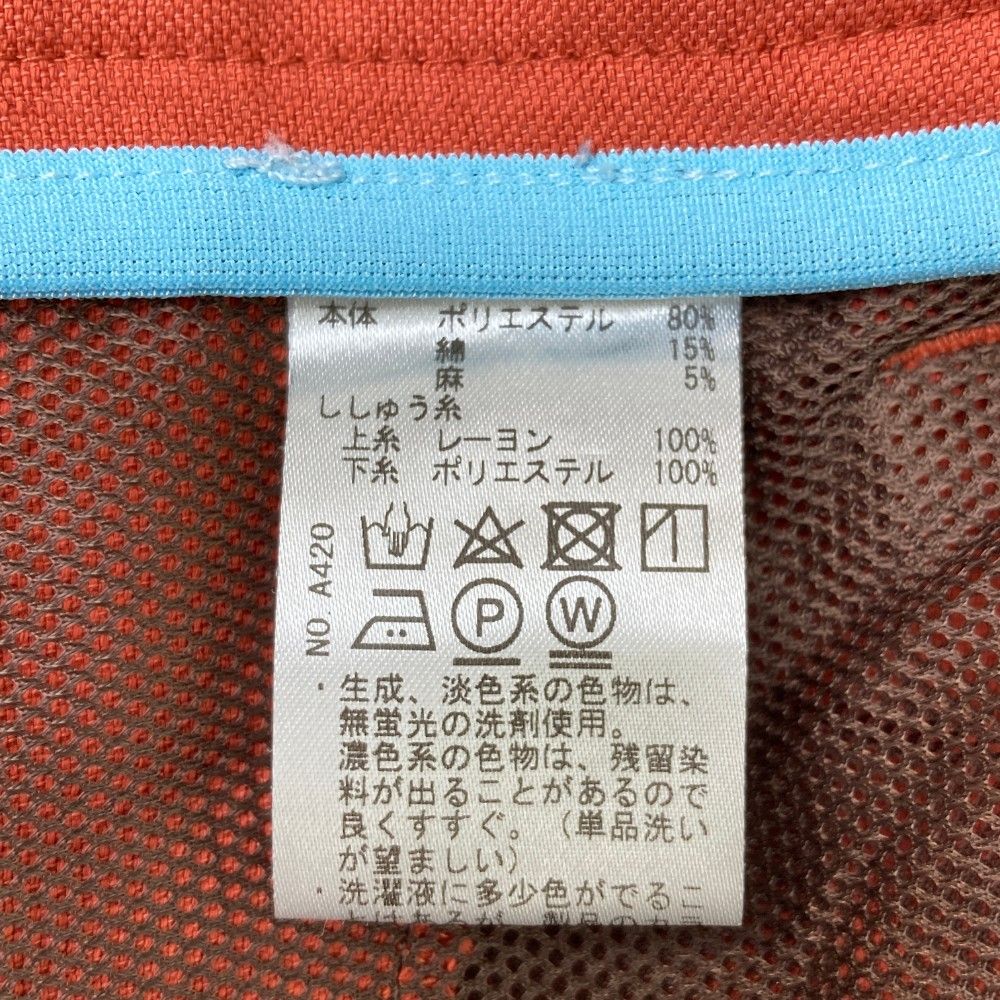 本体 ポリエステル 80%
綿 15%
麻 5%
ししゅう糸
上糸 レーヨン 100%
下糸 ポリエステル 100%
NO. A420
P W
・生成、淡色系の色物は、
無蛍光の洗剤使用。
濃色系の色物は、残留染
料が出ることがあるので
良くすすぐ。（単品洗い
が望ましい）
・洗濯液に多少色がでるこ